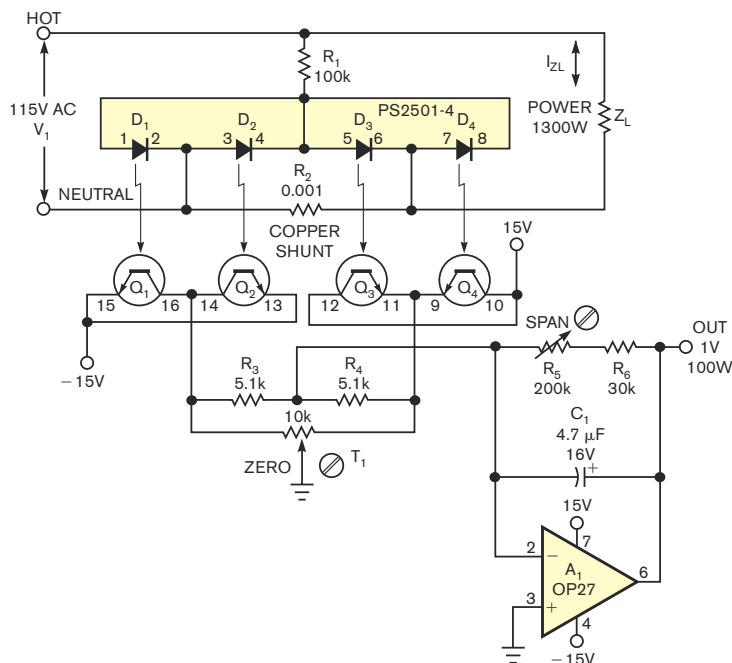 HOT
R1
100k
IZL
PS2501-4
115V AC
V1
D1
D2
D3
D4
POWER
1300W
ZL
1 2
3 4
5 6
7 8
R2
0.001
NEUTRAL
COPPER
SHUNT
15V
Q1
Q2
Q3
Q4
15 16 14 13
12 11 9 10
SPAN
OUT
1V
100W
−15V
R3
5.1k
R4
5.1k
R5
200k
R6
30k
10k
C1
4.7 μF
16V
+
ZERO
T1
15V
7
2
−
6
A1
OP27
3
+
4
−15V